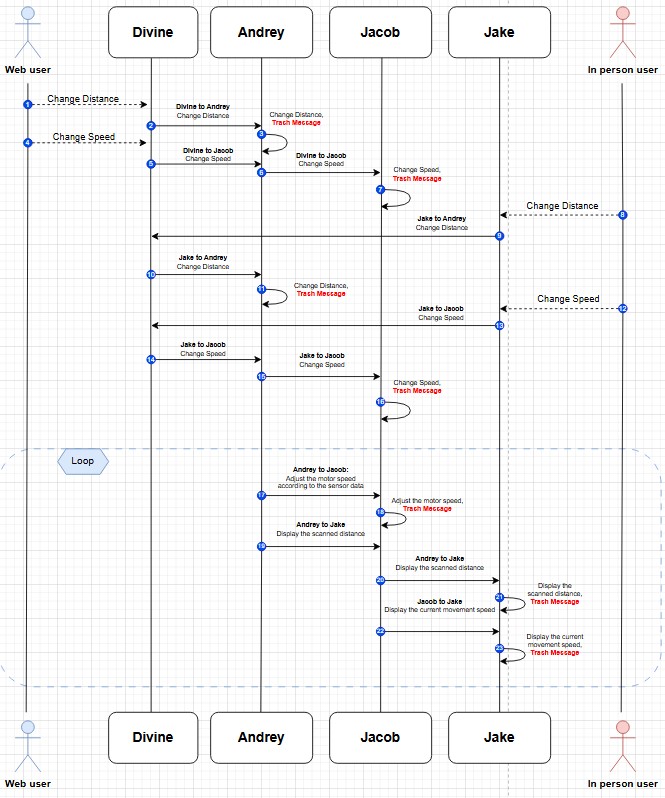 Divine
Andrey
Jacob
Jake
Web user
In person user
1
Change Distance
Divine to Andrey
Change Distance
2
Change Distance,
Trash Message
3
4
Change Speed
Divine to Jacob
Change Speed
5
Divine to Jacob
Change Speed
6
Change Speed,
Trash Message
7
Change Distance
8
Jake to Andrey
Change Distance
9
Jake to Andrey
Change Distance
10
Change Distance,
Trash Message
11
Change Speed
12
Jake to Jacob
Change Speed
13
Jake to Jacob
Change Speed
14
Jake to Jacob
Change Speed
15
Change Speed,
Trash Message
16
Loop
Andrey to Jacob:
Adjust the motor speed
according to the sensor data
17
Adjust the motor speed,
Trash Message
18
Andrey to Jake
Display the scanned distance
19
Andrey to Jake
Display the scanned distance
20
Display the
scanned distance,
Trash Message
21
Jacob to Jake
Display the current movement speed
22
Display the current
movement speed,
Trash Message
23
Divine
Andrey
Jacob
Jake
Web user
In person user